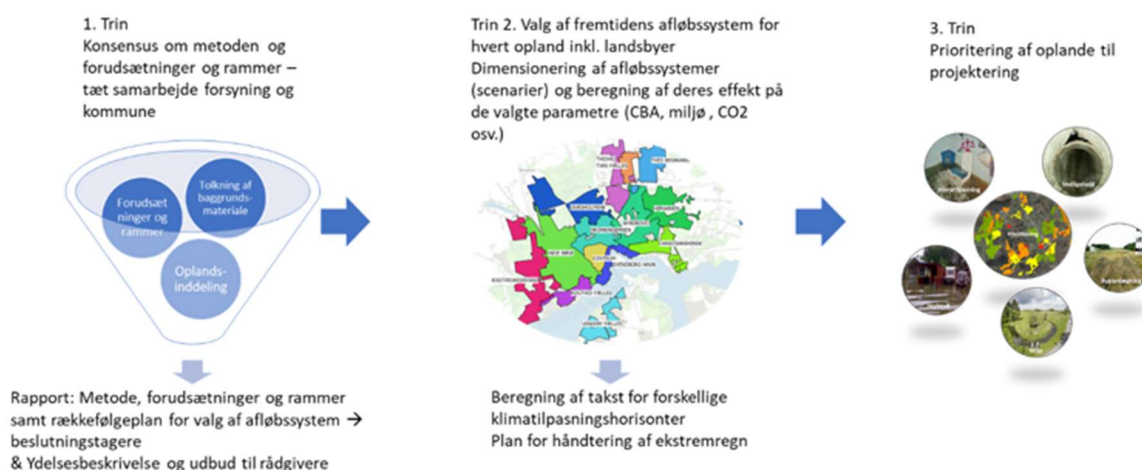 1. Trin
Konsensus om metoden og
forudsætninger og rammer –
tæt samarbejde forsyning og
kommune
Forudsæt
ninger og
rammer
Tolkning af
baggrunds-
materiale
Oplands-
inddeling
Rapport: Metode, forudsætninger og rammer
samt rækkefølgeplan for valg af afløbssystem →
beslutningstagere
& Ydelsesbeskrivelse og udbud til rådgivere
Trin 2. Valg af fremtidens afløbssystem for
hvert opland inkl. landsbyer
Dimensionering af afløbssystemer
(scenarier) og beregning af deres effekt på
de valgte parametre (CBA, miljø , CO2
osv.)
CENTRUM
Beregning af takst for forskellige
klimatilpasningshorisonter
Plan for håndtering af ekstremregn
3. Trin
Prioritering af oplande til
projektering